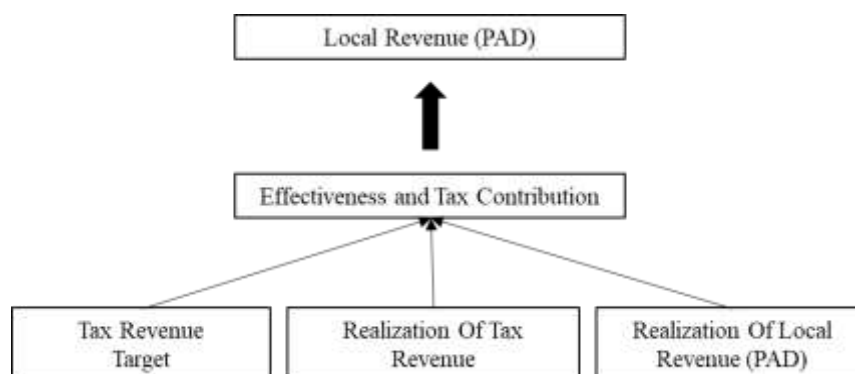 Local Revenue (PAD)
Effectiveness and Tax Contribution
Tax Revenue
Target
Realization Of Tax
Revenue
Realization Of Local
Revenue (PAD)